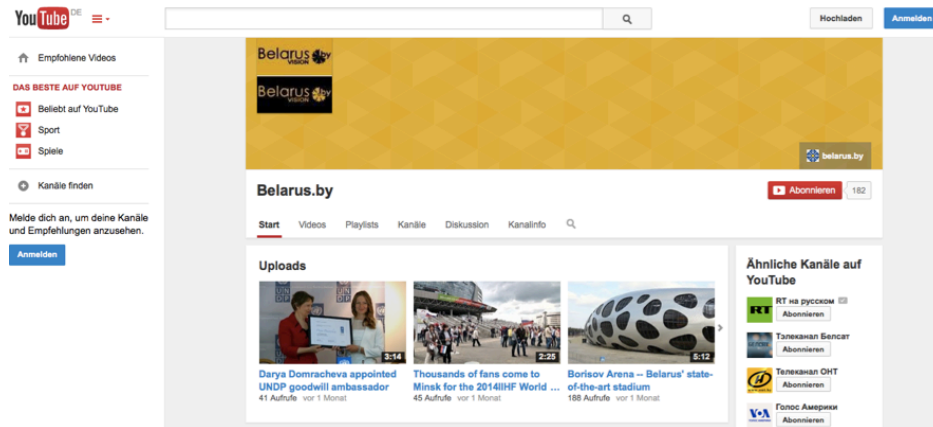 YouTube DE
Hochladen
Anmelden
Empfohlene Videos
DAS BESTE AUF YOUTUBE
Beliebt auf YouTube
Sport
Spiele
Kanäle finden
Melde dich an, um deine Kanäle
und Empfehlungen anzusehen.
Anmelden
Belarus.by
VISION
Belarus.by
VISION
belarus.by
Belarus.by
Abonnieren 182
Start Videos Playlists Kanäle Diskussion Kanalinfo
Uploads
3:14
Darya Domracheva appointed
UNDP goodwill ambassador
41 Aufrufe vor 1 Monat
2:25
Thousands of fans come to
Minsk for the 2014IIHF World ...
45 Aufrufe vor 1 Monat
5:12
Borisov Arena -- Belarus' state-
of-the-art stadium
188 Aufrufe vor 1 Monat
Ähnliche Kanäle auf
YouTube
RT
RT на русском
Abonnieren
Телеканал Белсат
Abonnieren
Телеканал ОНТ
Abonnieren
VOA
Голос Америки
Abonnieren